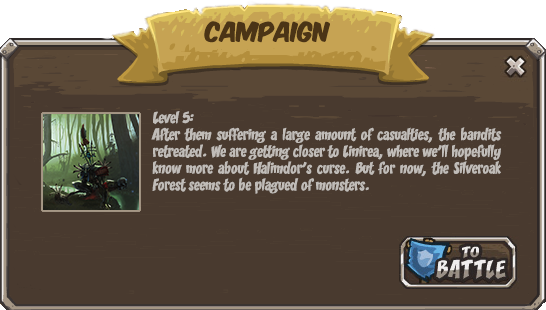 CAMPAIGN
Level 5:
After them suffering a large amount of casualties, the bandits
retreated. We are getting closer to Linirea, where we'll hopefully
know more about Halimdor's curse. But for now, the Silveroak
Forest seems to be plagued of monsters.
TO
BATTLE